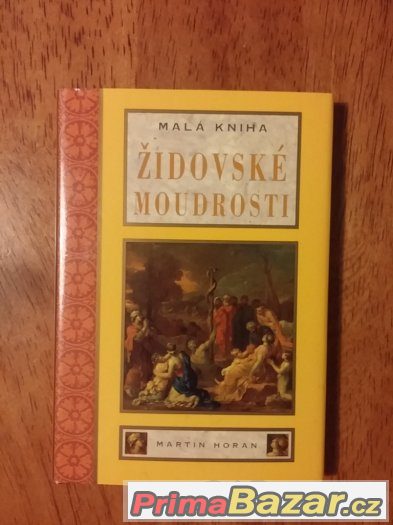 MALÁ KNIHA
ŽIDOVSKÉ
MOUDROSTI
MARTIN HORAN
PrimaBazar.cz